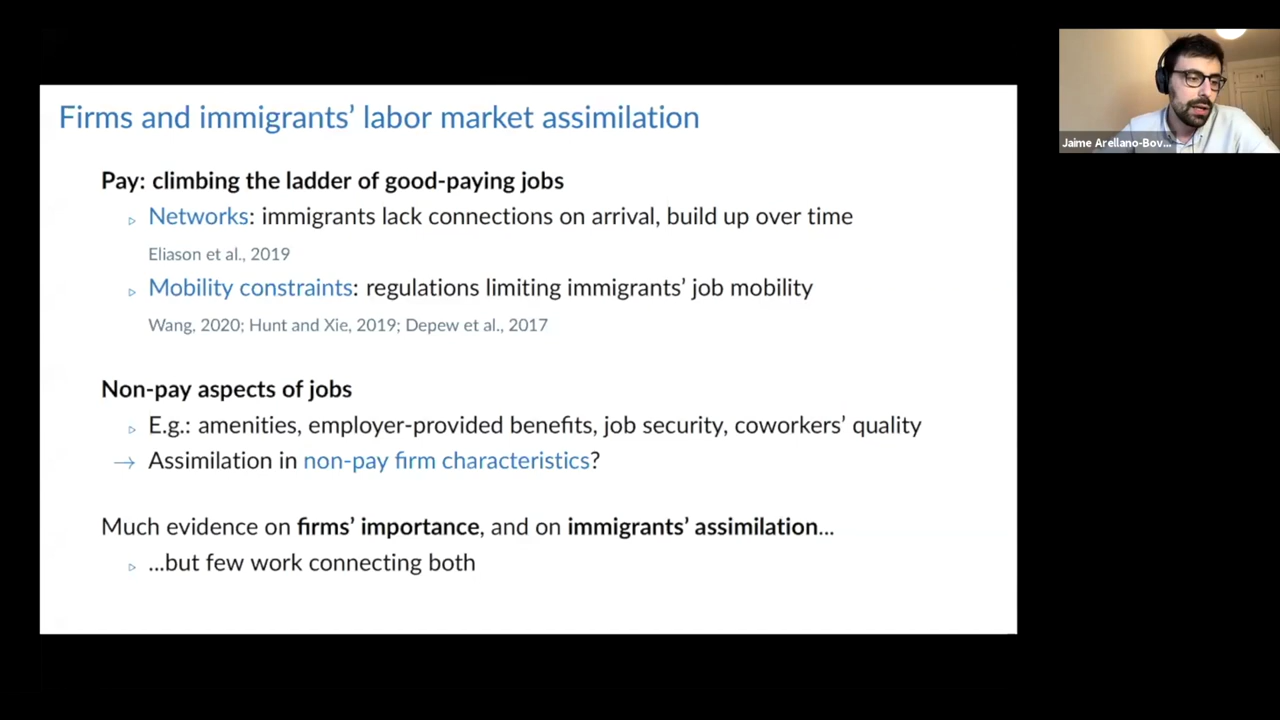 Firms and immigrants’ labor market assimilation
Pay: climbing the ladder of good-paying jobs
▹ Networks: immigrants lack connections on arrival, build up over time
Eliason et al., 2019
▹ Mobility constraints: regulations limiting immigrants’ job mobility
Wang, 2020; Hunt and Xie, 2019; Depew et al., 2017
Non-pay aspects of jobs
▹ E.g.: amenities, employer-provided benefits, job security, coworkers’ quality
→ Assimilation in non-pay firm characteristics?
Much evidence on firms’ importance, and on immigrants’ assimilation...
▹ ...but few work connecting both
Jaime Arellano-Bov...